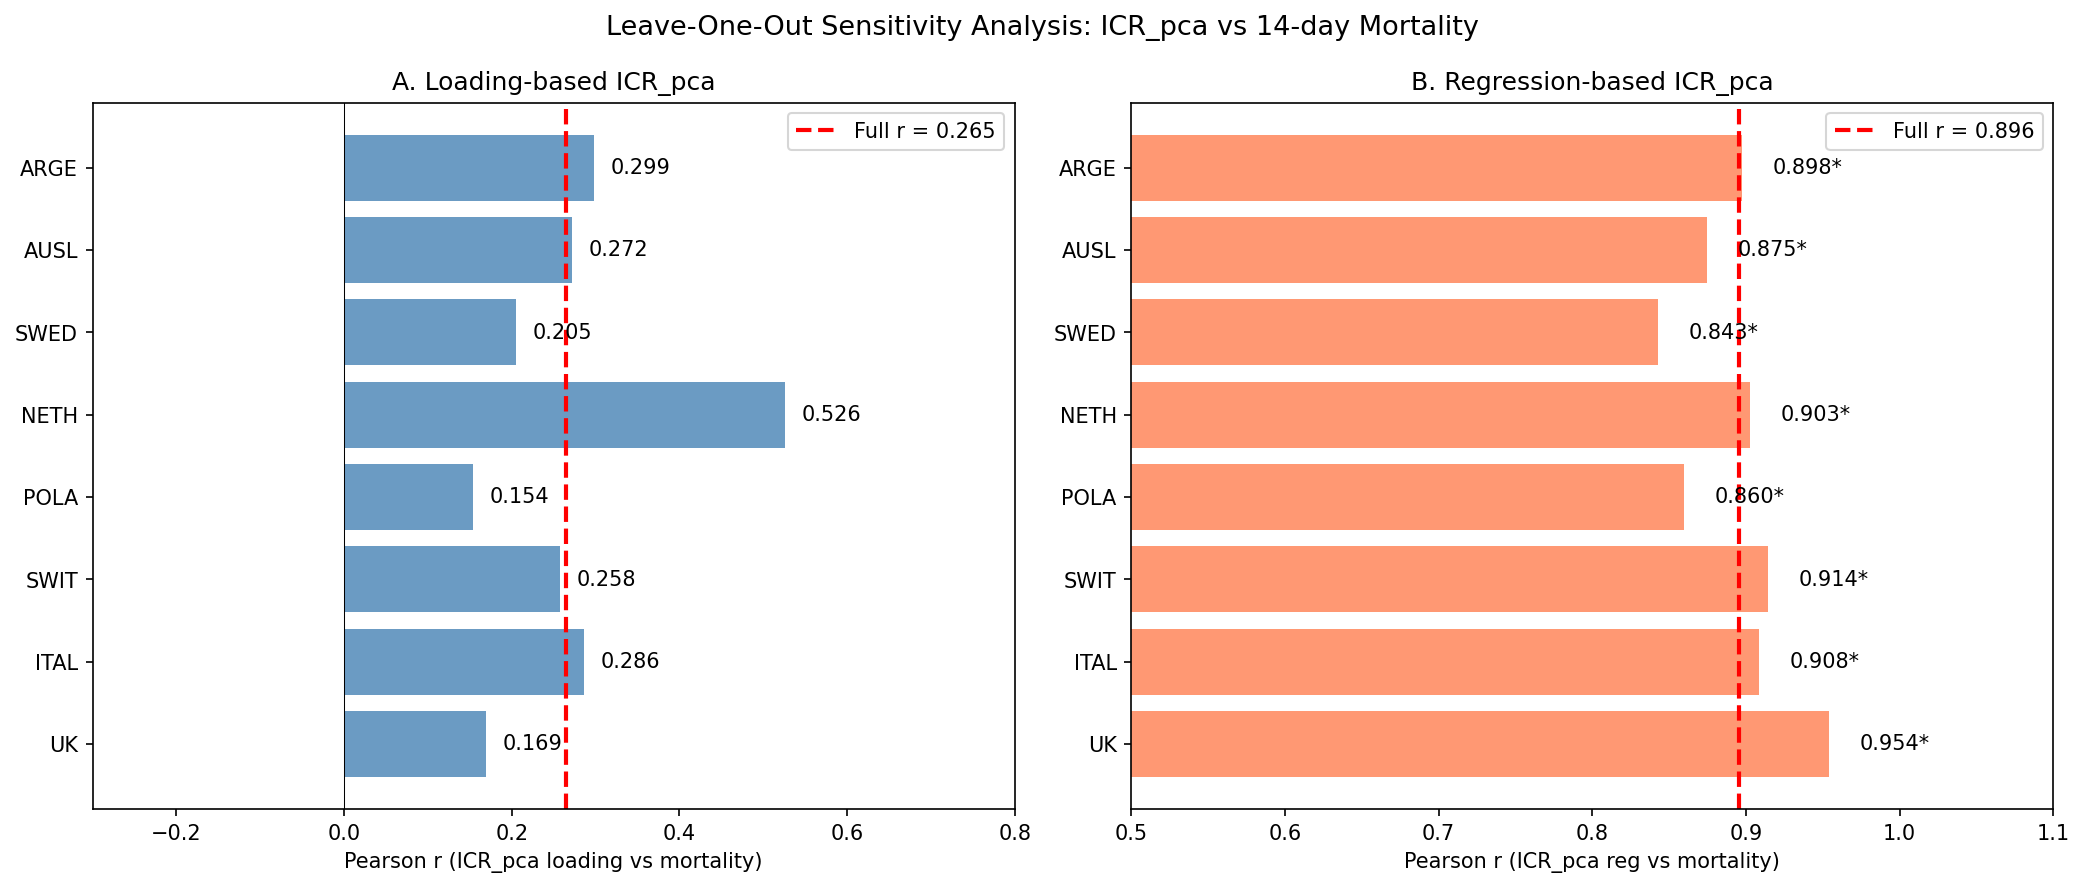 Leave-One-Out Sensitivity Analysis: ICR_pca vs 14-day Mortality
A. Loading-based ICR_pca
Full r = 0.265
ARGE 0.299
AUSL 0.272
SWED 0.205
NETH 0.526
POLA 0.154
SWIT 0.258
ITAL 0.286
UK 0.169
−0.2 0.0 0.2 0.4 0.6 0.8
Pearson r (ICR_pca loading vs mortality)
B. Regression-based ICR_pca
Full r = 0.896
ARGE 0.898*
AUSL 0.875*
SWED 0.843*
NETH 0.903*
POLA 0.860*
SWIT 0.914*
ITAL 0.908*
UK 0.954*
0.5 0.6 0.7 0.8 0.9 1.0 1.1
Pearson r (ICR_pca reg vs mortality)